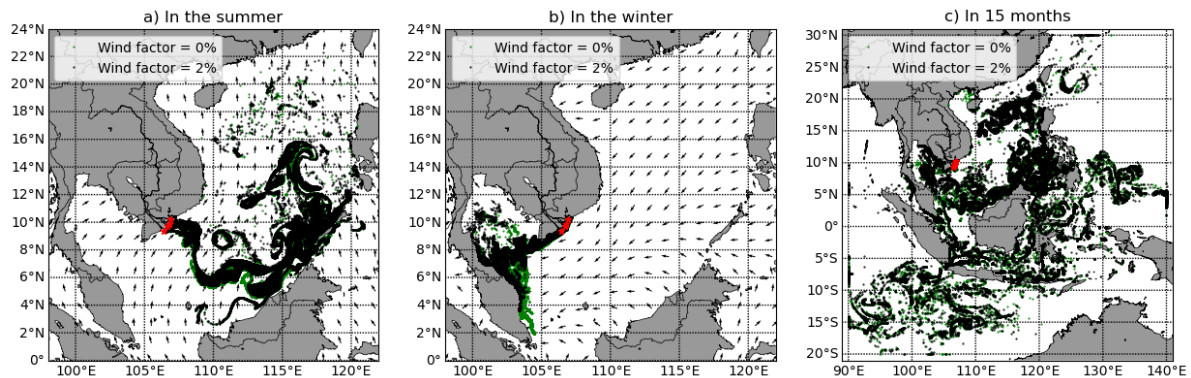 a) In the summer
24°N
22°N
20°N
18°N
16°N
14°N
12°N
10°N
8°N
6°N
4°N
2°N
0°
100°E 105°E 110°E 115°E 120°E
Wind factor = 0%
Wind factor = 2%
b) In the winter
24°N
22°N
20°N
18°N
16°N
14°N
12°N
10°N
8°N
6°N
4°N
2°N
0°
100°E 105°E 110°E 115°E 120°E
Wind factor = 0%
Wind factor = 2%
c) In 15 months
30°N
25°N
20°N
15°N
10°N
5°N
0°
5°S
10°S
15°S
20°S
90°E 100°E 110°E 120°E 130°E 140°E
Wind factor = 0%
Wind factor = 2%